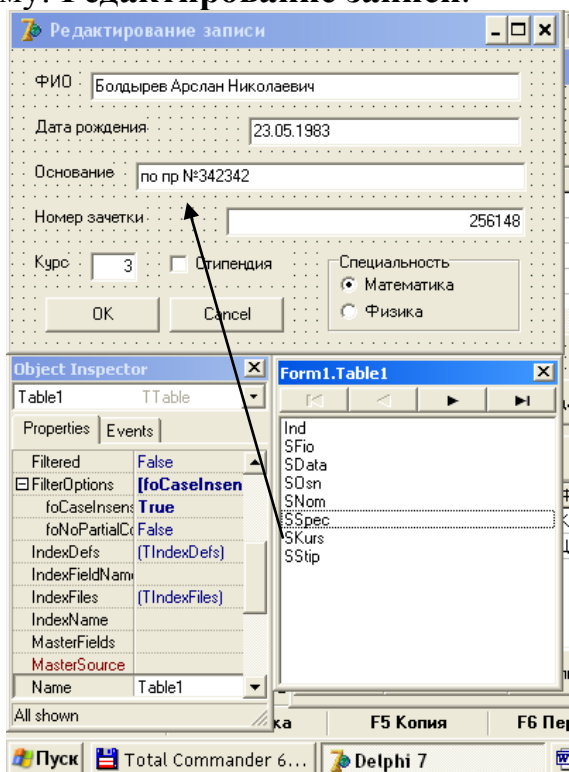 му. Редактирование записи.
Редактирование записи
ФИО Болдырев Арслан Николаевич
Дата рождения 23.05.1983
Основание по пр №342342
Номер зачетки 256148
Курс 3 Стипендия
Специальность
Математика
Физика
OK Cancel
Object Inspector
Table1 TTable
Properties Events
Filtered False
FilterOptions [foCaseInsen
foCaseInsens True
foNoPartialCo False
IndexDefs (TIndexDefs)
IndexFieldNam
IndexFiles (TIndexFiles)
IndexName
MasterFields
MasterSource
Name Table1
All shown
Form1.Table1
Ind
SFio
SData
SOsn
SNom
SSpec
SKurs
SStip
ка F5 Копия F6 Пер
Пуск Total Commander 6... Delphi 7